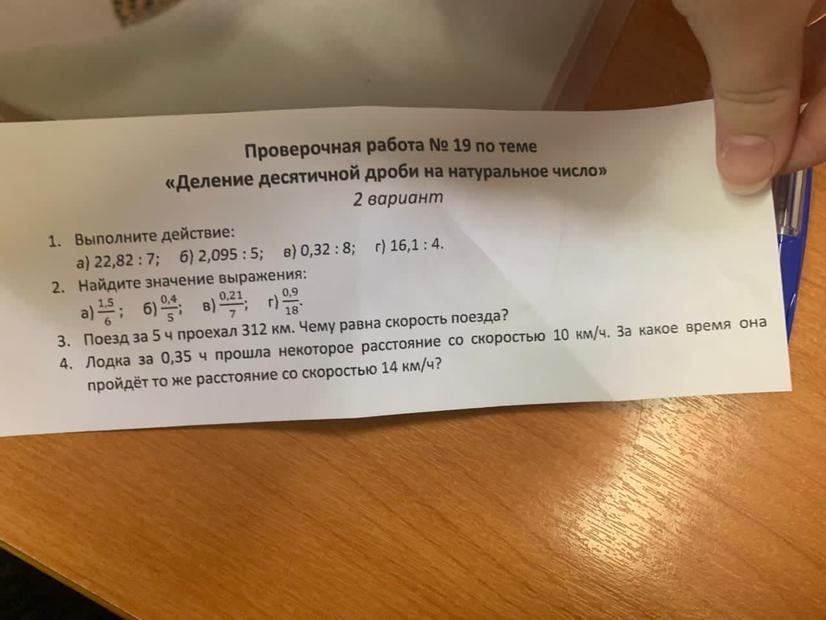 Проверочная работа № 19 по теме
«Деление десятичной дроби на натуральное число»
2 вариант
1. Выполните действие:
а) 22,82 : 7; б) 2,095 : 5; в) 0,32 : 8; г) 16,1 : 4.
2. Найдите значение выражения:
а) 1,5/6; б) 0,4/5; в) 0,21/7; г) 0,9/18.
3. Поезд за 5 ч проехал 312 км. Чему равна скорость поезда?
4. Лодка за 0,35 ч прошла некоторое расстояние со скоростью 10 км/ч. За какое время она
пройдёт то же расстояние со скоростью 14 км/ч?